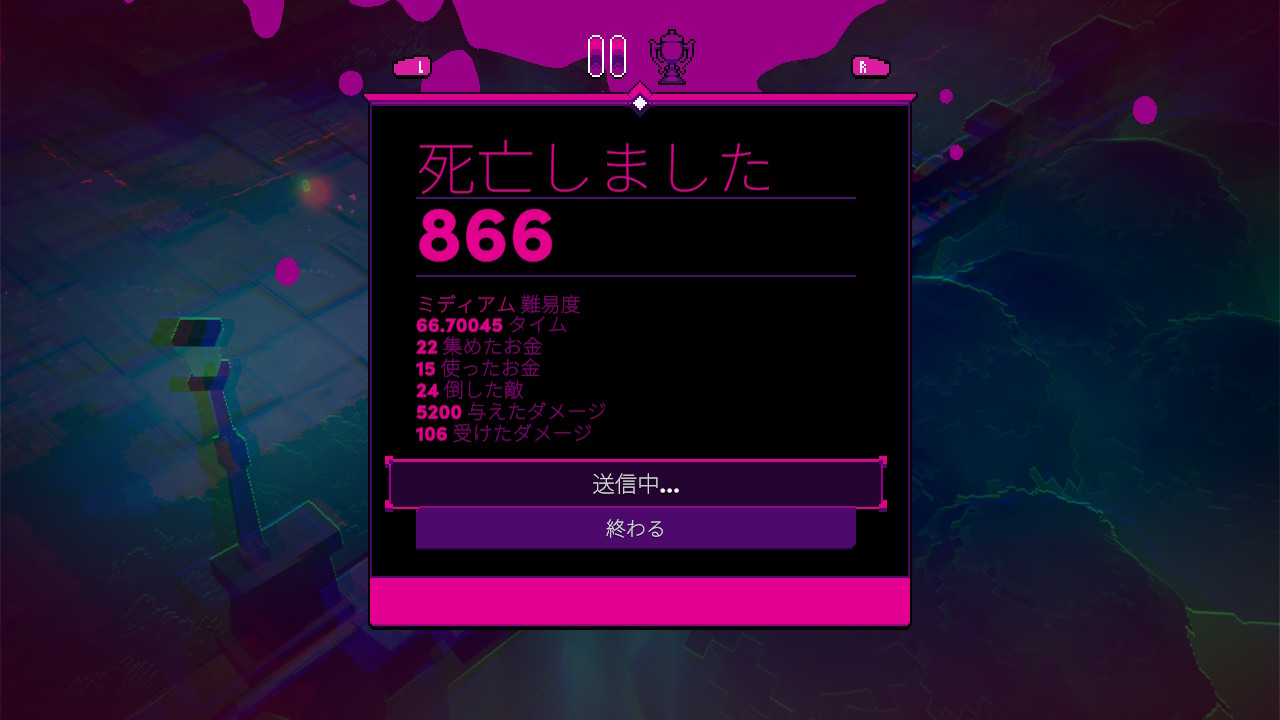 L
R
死亡しました
866
ミディアム 難易度
66.70045 タイム
22 集めたお金
15 使ったお金
24 倒した敵
5200 与えたダメージ
106 受けたダメージ
送信中...
終わる